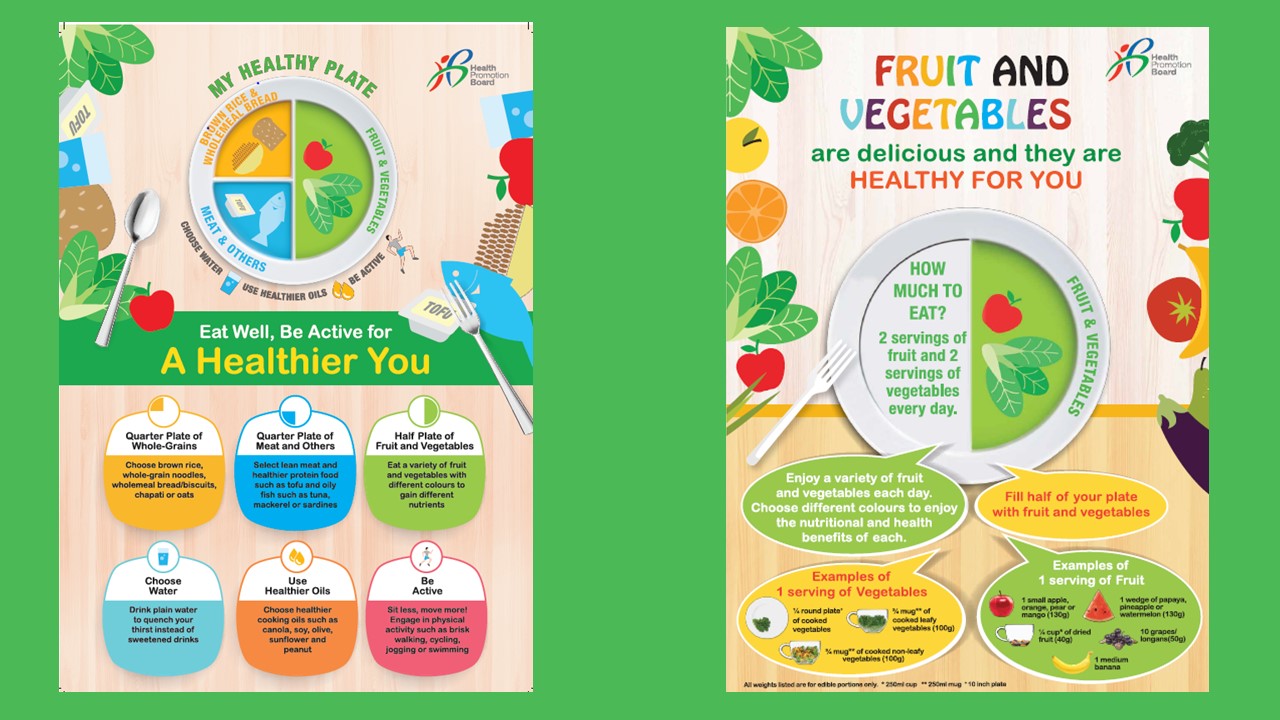 MY HEALTHY PLATE
Health
Promotion
Board
TOFU
BROWN RICE &
WHOLEMEAL BREAD
FRUIT & VEGETABLES
TOFU
MEAT & OTHERS
CHOOSE WATER
USE HEALTHIER OILS
BE ACTIVE
TOFU
Eat Well, Be Active for
A Healthier You
Quarter Plate of
Whole-Grains
Choose brown rice,
whole-grain noodles,
wholemeal bread/biscuits,
chapati or oats
Quarter Plate of
Meat and Others
Select lean meat and
healthier protein food
such as tofu and oily
fish such as tuna,
mackerel or sardines
Half Plate of
Fruit and Vegetables
Eat a variety of fruit
and vegetables with
different colours to
gain different
nutrients
Choose
Water
Drink plain water
to quench your
thirst instead of
sweetened drinks
Use
Healthier Oils
Choose healthier
cooking oils such as
canola, soy, olive,
sunflower and
peanut
Be
Active
Sit less, move more!
Engage in physical
activity such as brisk
walking, cycling,
jogging or swimming
FRUIT AND
VEGETABLES
are delicious and they are
HEALTHY FOR YOU
Health
Promotion
Board
HOW
MUCH TO
EAT?
2 servings of
fruit and 2
servings of
vegetables
every day.
FRUIT & VEGETABLES
Enjoy a variety of fruit
and vegetables each day.
Choose different colours to enjoy
the nutritional and health
benefits of each.
Fill half of your plate
with fruit and vegetables
Examples of
1 serving of Vegetables
round plate⁺
of cooked
vegetables
¾ mug** of
cooked leafy
vegetables (100g)
¾ mug** of cooked non-leafy
vegetables (100g)
Examples of
1 serving of Fruit
1 small apple,
orange, pear or
mango (130g)
1 wedge of papaya,
pineapple or
watermelon (130g)
cup* of dried
fruit (40g)
10 grapes/
longans(50g)
1 medium
banana
All weights listed are for edible portions only. * 250ml cup ** 250ml mug ⁺10 inch plate